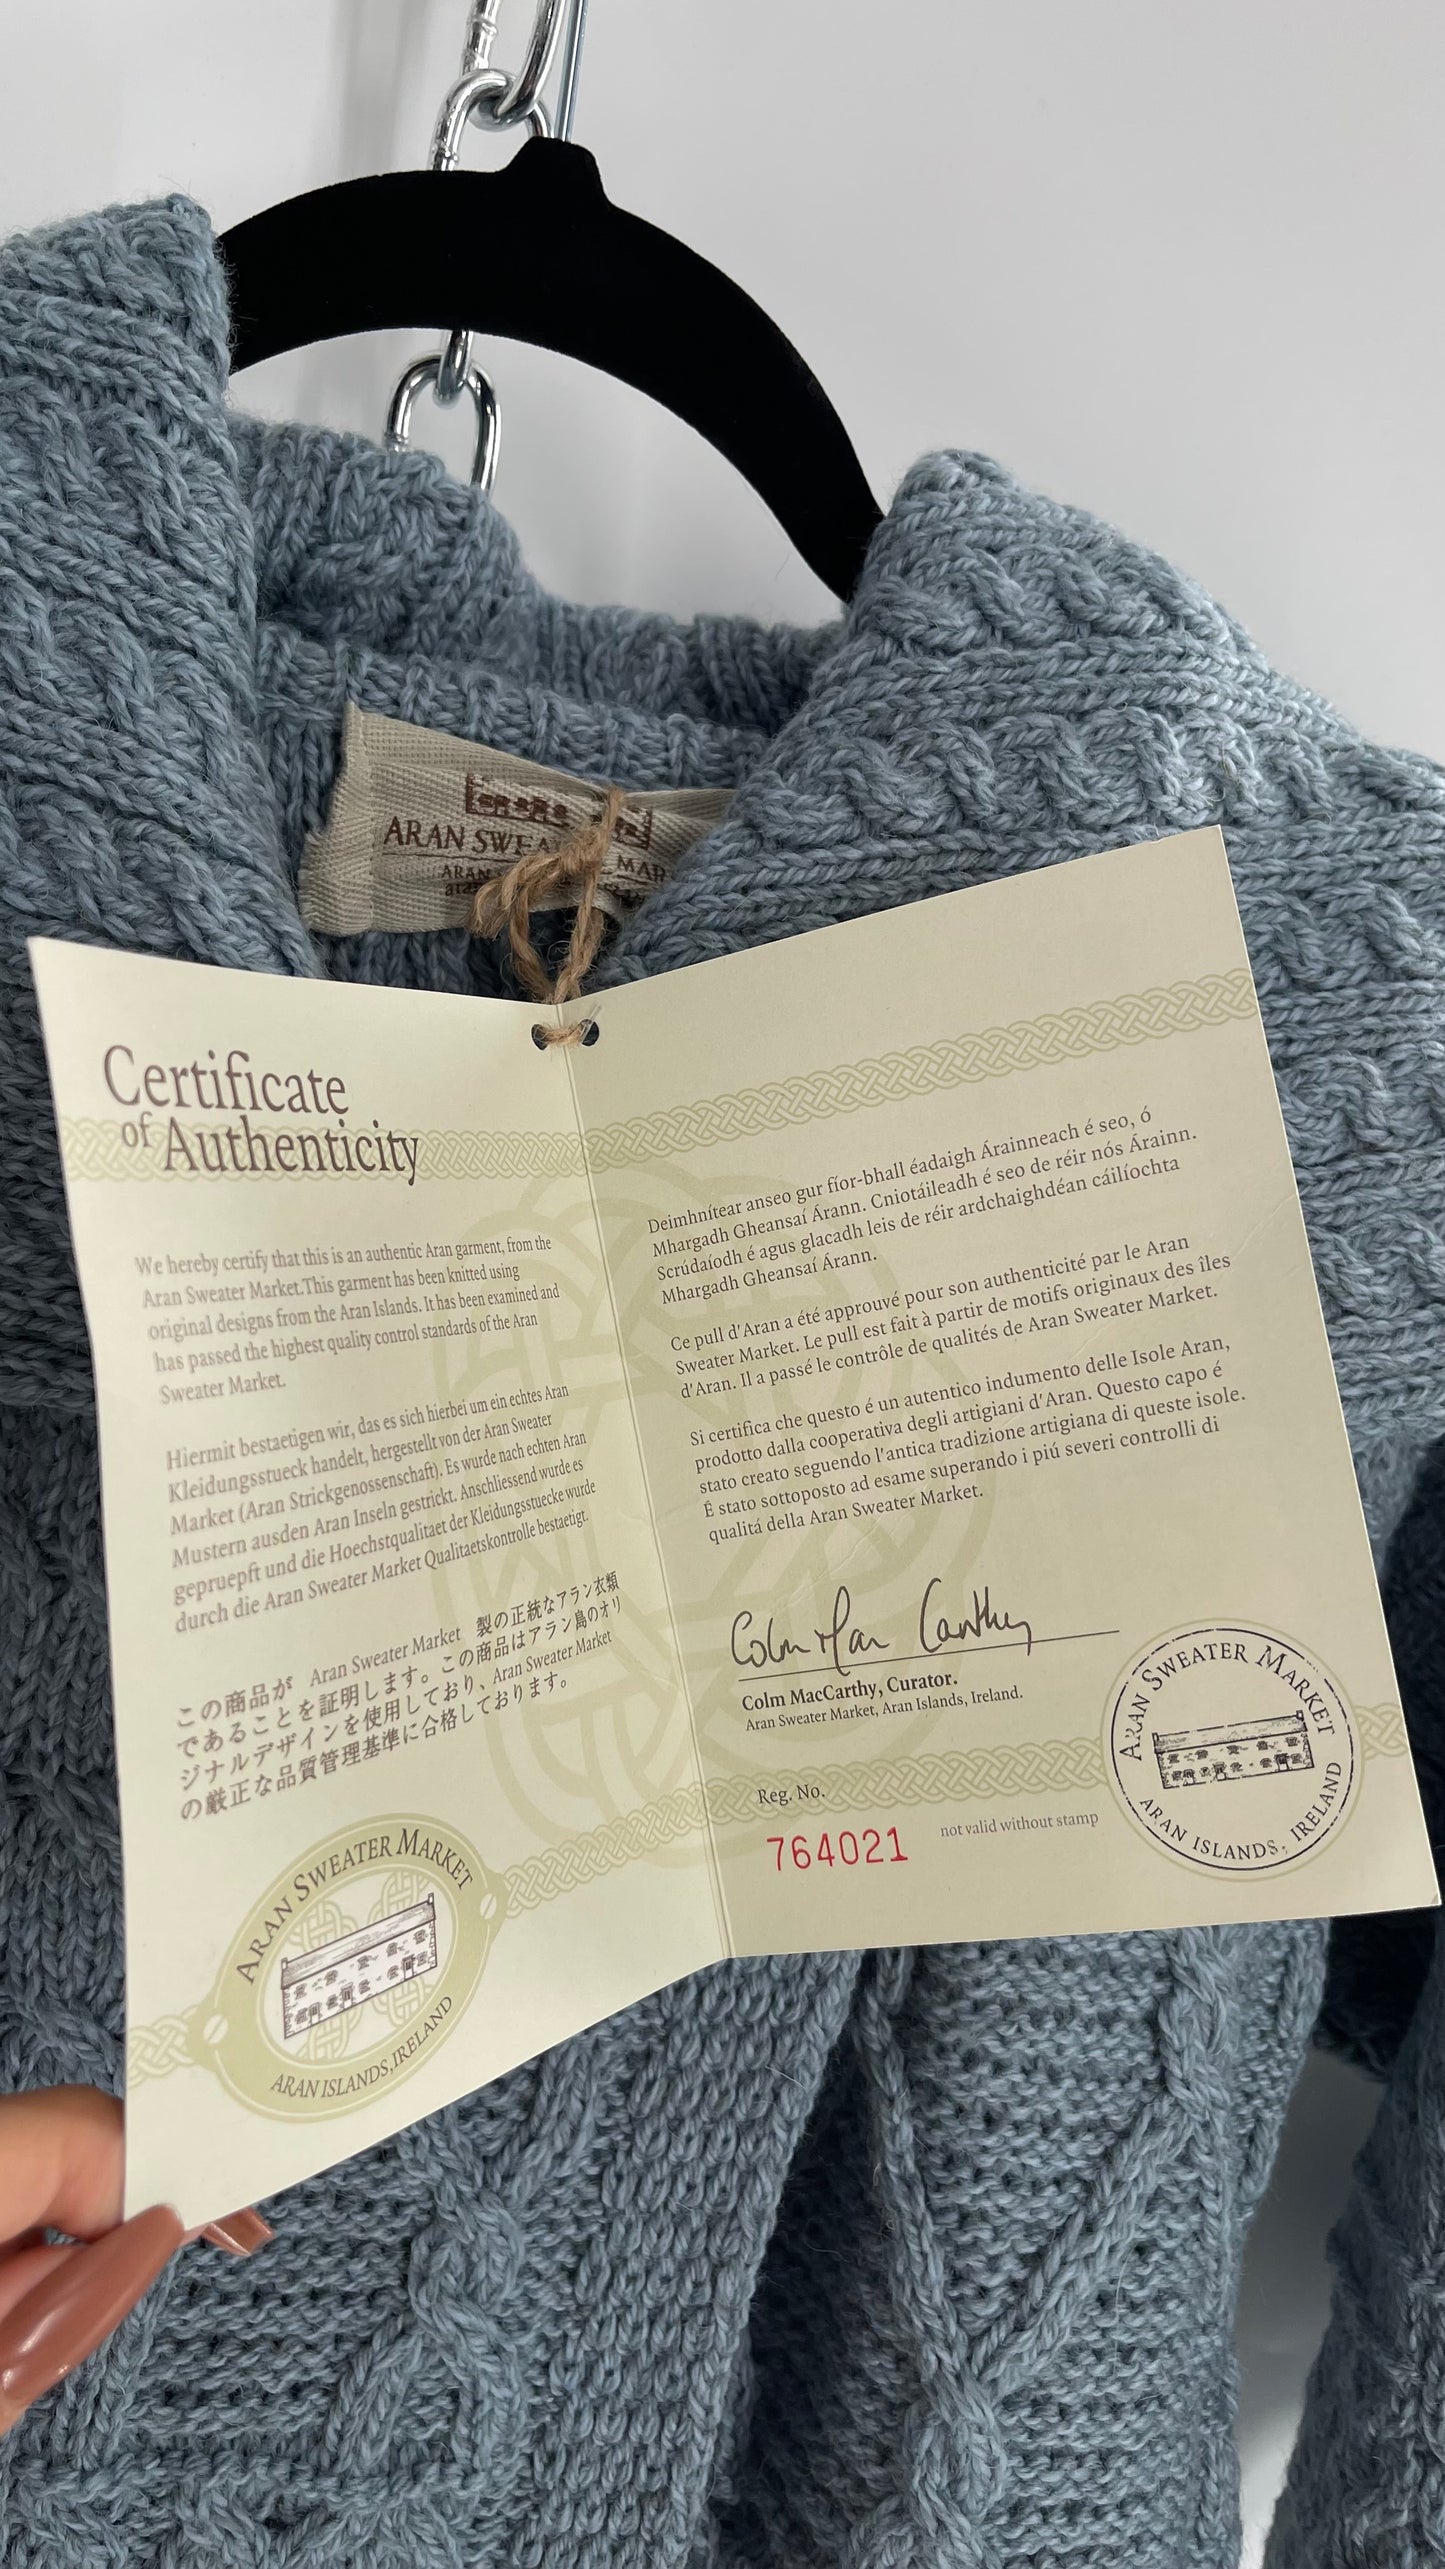 ARAN SWEA MAR
ARAN
Certificate
of Authenticity
We hereby certify that this is an authentic Aran garment, from the
Aran Sweater Market.This garment has been knitted using
original designs from the Aran Islands. It has been examined and
has passed the highest quality control standards of the Aran
Sweater Market.
Hiermit bestaetigen wir, das es sich hierbei um ein echtes Aran
Kleidungsstueck handelt, hergestellt von der Aran Sweater
Market (Aran Strickgenossenschaft). Es wurde nach echten Aran
Mustern ausden Aran Inseln gestrickt. Anschliessend wurde es
gepruepft und die Hoechstqualitaet der Kleidungsstuecke wurde
durch die Aran Sweater Market Qualitaetskontrolle bestaetigt.
この商品が Aran Sweater Market 製の正統なアラン衣類
であることを証明します。この商品はアラン島のオリ
ジナルデザインを使用しており、Aran Sweater Market
の厳正な品質管理基準に合格しております。
ARAN SWEATER MARKET
ARAN ISLANDS, IRELAND
Deimhnítear anseo gur fíor-bhall éadaigh Árainneach é seo, ó
Mhargadh Gheansaí Árann. Cniotáileadh é seo de réir nós Árainn.
Scrúdaíodh é agus glacadh leis de réir ardchaighdéan cáilíochta
Mhargadh Gheansaí Árann.
Ce pull d'Aran a été approuvé pour son authenticité par le Aran
Sweater Market. Le pull est fait à partir de motifs originaux des îles
d'Aran. Il a passé le contrôle de qualités de Aran Sweater Market.
Si certifica che questo é un autentico indumento delle Isole Aran,
prodotto dalla cooperativa degli artigiani d'Aran. Questo capo é
stato creato seguendo l'antica tradizione artigiana di queste isole.
É stato sottoposto ad esame superando i piú severi controlli di
qualitá della Aran Sweater Market.
Colm Mac Carthy
Colm MacCarthy, Curator.
Aran Sweater Market, Aran Islands, Ireland.
Reg. No.
764021
not valid without stamp
ARAN SWEATER MARKET
ARAN ISLANDS, IRELAND